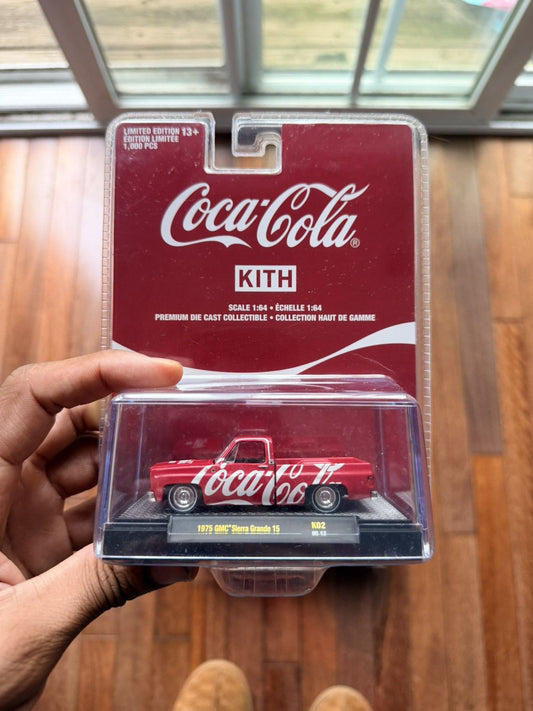 LIMITED EDITION 13+
ÉDITION LIMITÉE
1,000 PCS
Coca-Cola®
KITH
SCALE 1:64 • ÉCHELLE 1:64
PREMIUM DIE CAST COLLECTIBLE • COLLECTION HAUT DE GAMME
Coca-Cola
1975 GMC® Sierra Grande 15
K02